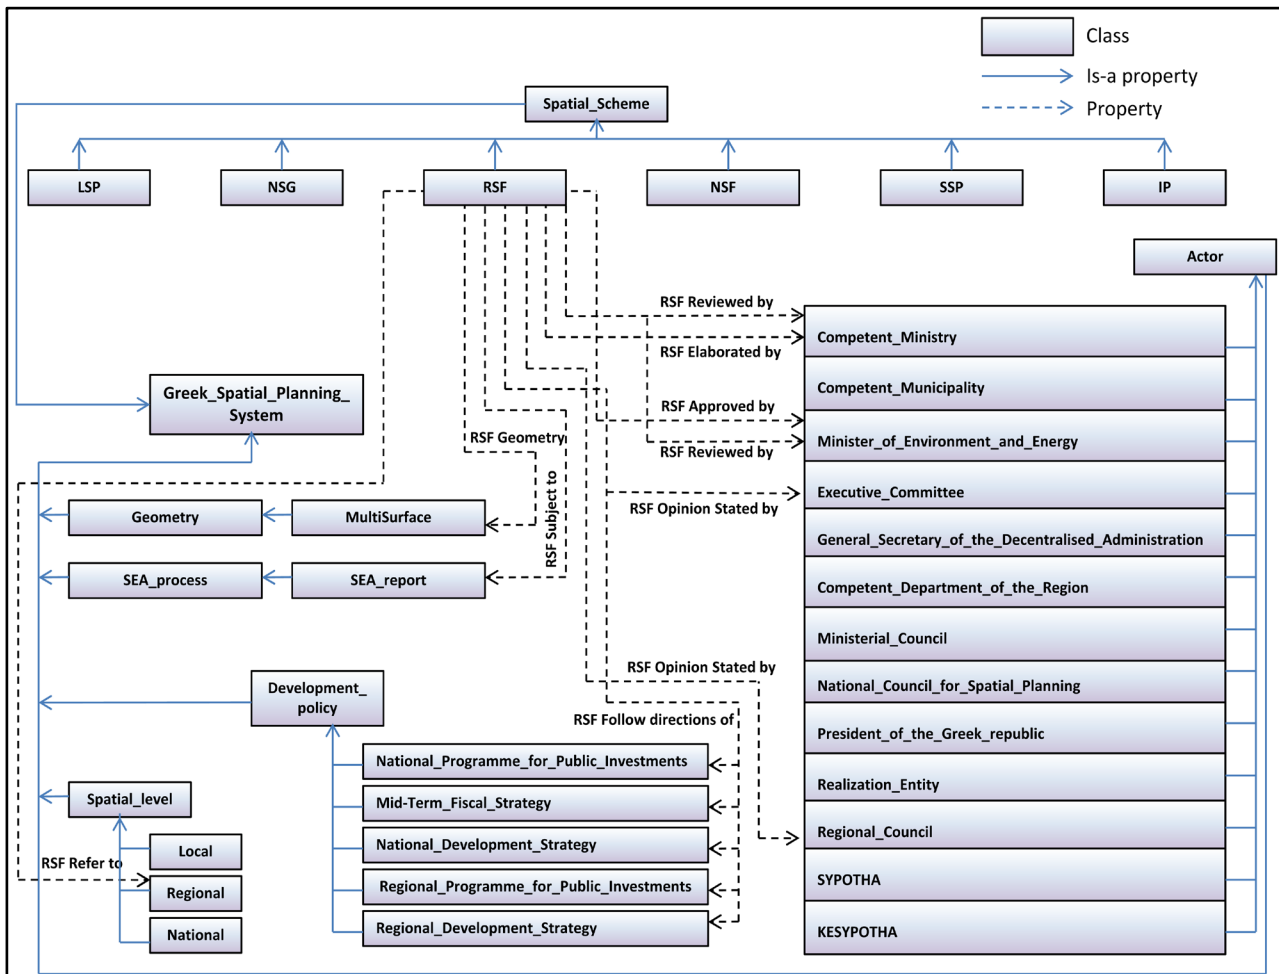 Class
Is-a property
Property
Spatial_Scheme
LSP
NSG
RSF
NSF
SSP
IP
Actor
RSF Reviewed by
RSF Elaborated by
RSF Approved by
RSF Reviewed by
RSF Opinion Stated by
RSF Opinion Stated by
RSF Follow directions of
RSF Geometry
RSF Subject to
RSF Refer to
Greek_Spatial_Planning_
System
Geometry
MultiSurface
SEA_process
SEA_report
Development_
policy
National_Programme_for_Public_Investments
Mid-Term_Fiscal_Strategy
National_Development_Strategy
Regional_Programme_for_Public_Investments
Regional_Development_Strategy
Spatial_level
Local
Regional
National
Competent_Ministry
Competent_Municipality
Minister_of_Environment_and_Energy
Executive_Committee
General_Secretary_of_the_Decentralised_Administration
Competent_Department_of_the_Region
Ministerial_Council
National_Council_for_Spatial_Planning
President_of_the_Greek_republic
Realization_Entity
Regional_Council
SYPOTHA
KESYPOTHA